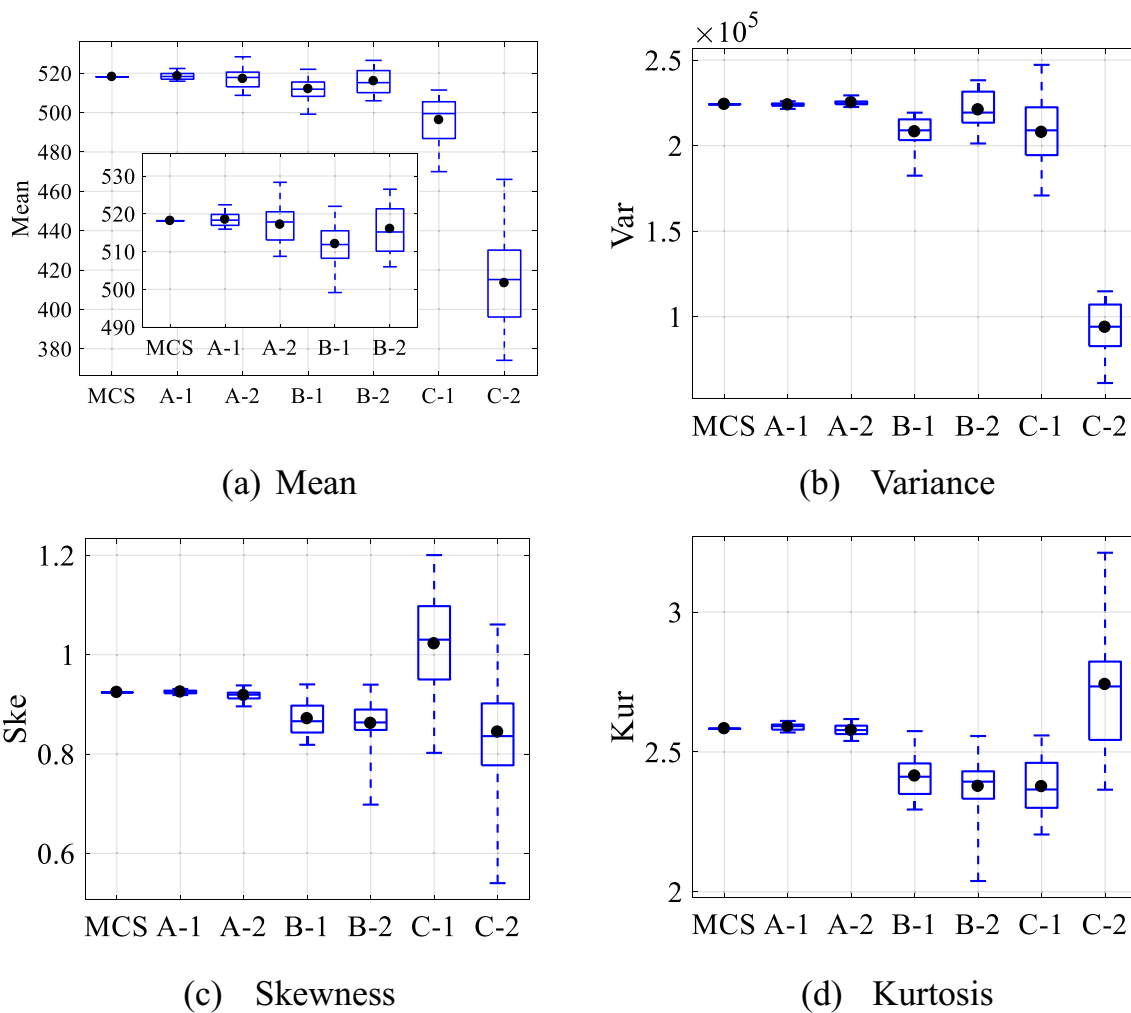 520
500
480
460
440
420
400
380
Mean
530
520
510
500
490
MCS A-1 A-2 B-1 B-2
MCS A-1 A-2 B-1 B-2 C-1 C-2
(a) Mean
×10⁵
2.5
2
1.5
1
Var
MCS A-1 A-2 B-1 B-2 C-1 C-2
(b) Variance
1.2
1
0.8
0.6
Ske
MCS A-1 A-2 B-1 B-2 C-1 C-2
(c) Skewness
3
2.5
2
Kur
MCS A-1 A-2 B-1 B-2 C-1 C-2
(d) Kurtosis